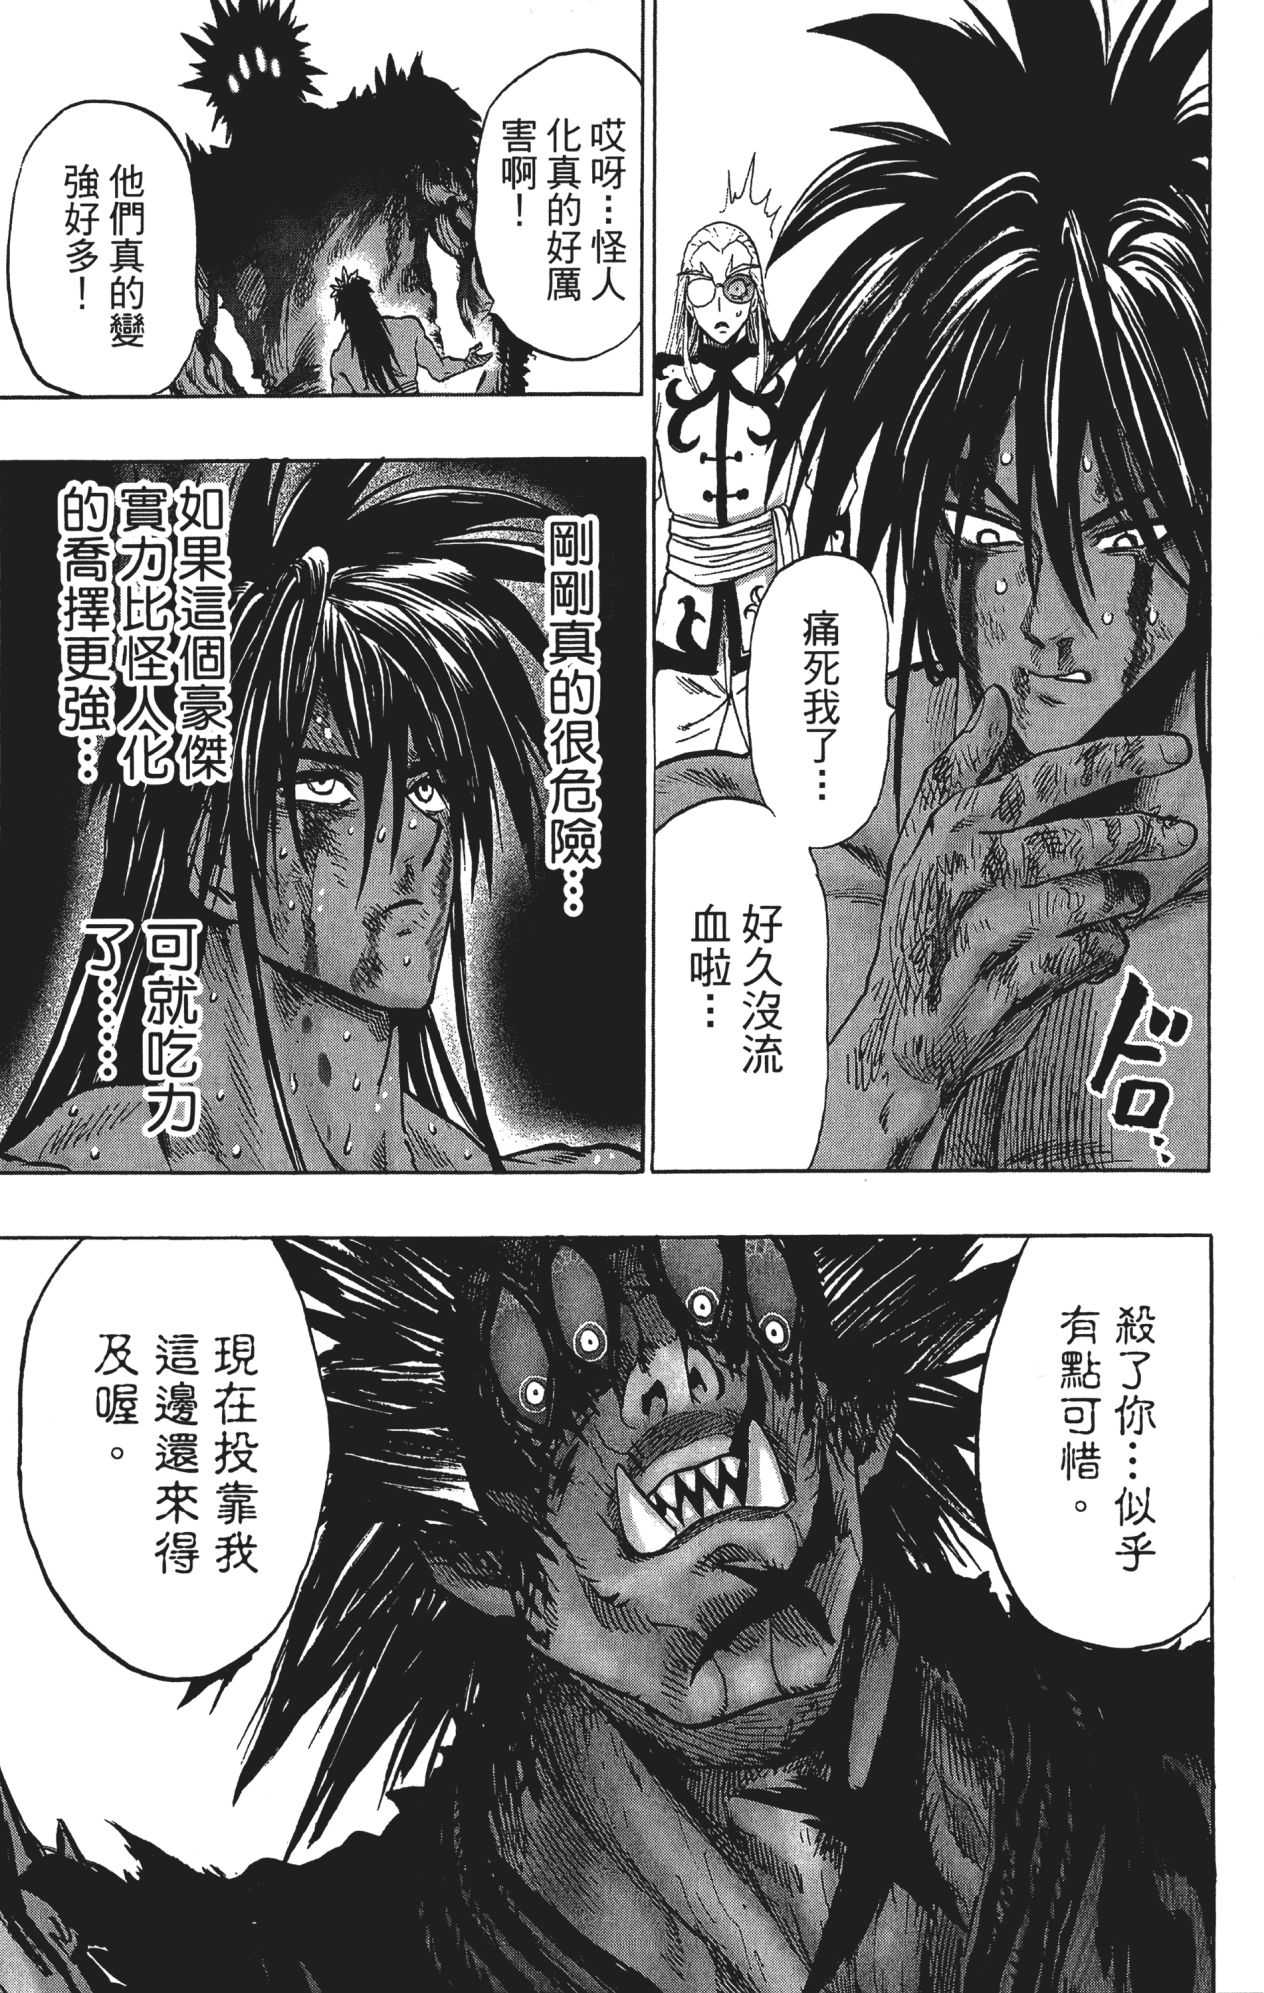 痛死我了…
好久沒流
血啦…
ドロ…
哎呀…怪人
化真的好厲
害啊！
他們真的變
強好多！
剛剛真的很危險…
如果這個豪傑
實力比怪人化
的喬擇更強…
可就吃力
了……
殺了你…似乎
有點可惜。
現在投靠我
這邊還來得
及喔。